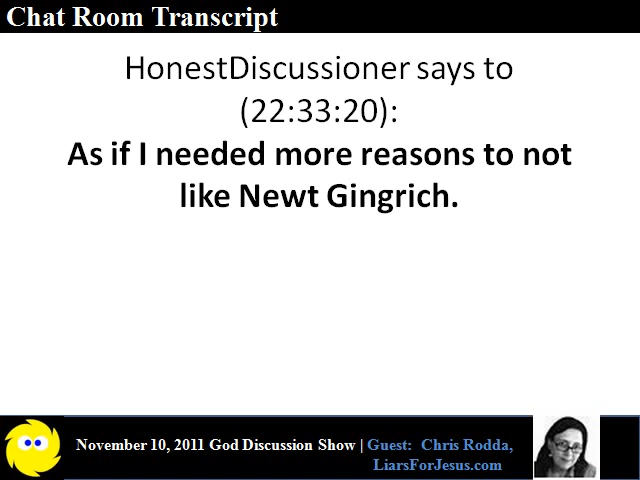 Chat Room Transcript
HonestDiscussioner says to
(22:33:20):
As if I needed more reasons to not
like Newt Gingrich.
November 10, 2011 God Discussion Show | Guest: Chris Rodda,
LiarsForJesus.com